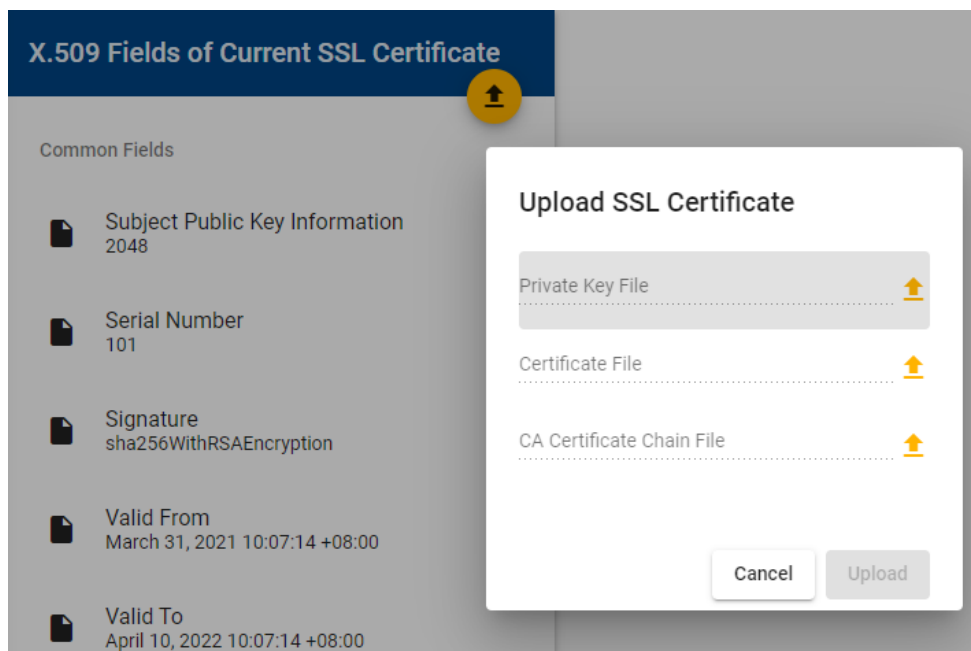 X.509 Fields of Current SSL Certificate
Common Fields
Subject Public Key Information
2048
Serial Number
101
Signature
sha256WithRSAEncryption
Valid From
March 31, 2021 10:07:14 +08:00
Valid To
April 10, 2022 10:07:14 +08:00
Upload SSL Certificate
Private Key File
Certificate File
CA Certificate Chain File
Cancel
Upload